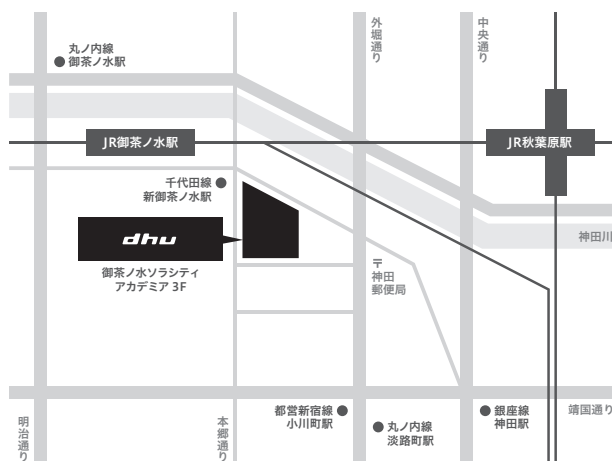 丸ノ内線
御茶ノ水駅
外堀通り
中央通り
JR御茶ノ水駅
JR秋葉原駅
千代田線
新御茶ノ水駅
dhu
御茶ノ水ソラシティ
アカデミア 3F
神田川
〒
神田
郵便局
都営新宿線
小川町駅
丸ノ内線
淡路町駅
銀座線
神田駅
靖国通り
明治通り
本郷通り